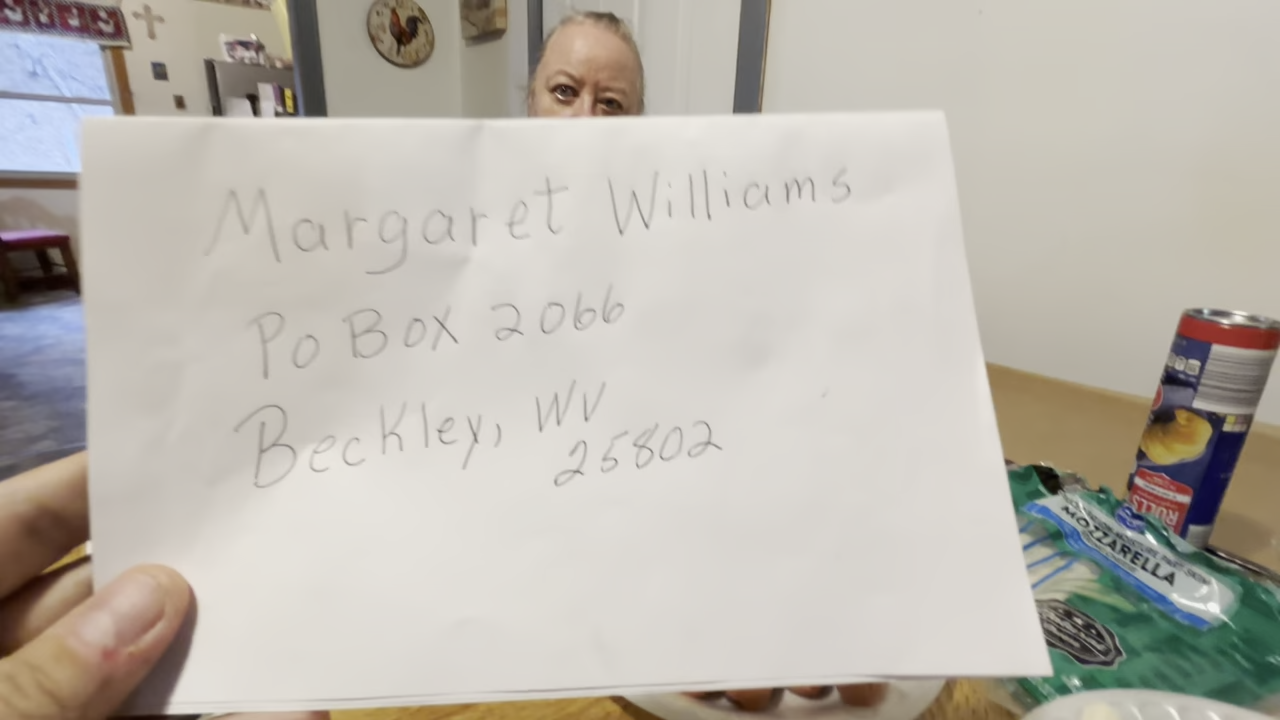 Margaret Williams
Po Box 2066
Beckley, WV
25802
ROLLS
MOZZARELLA